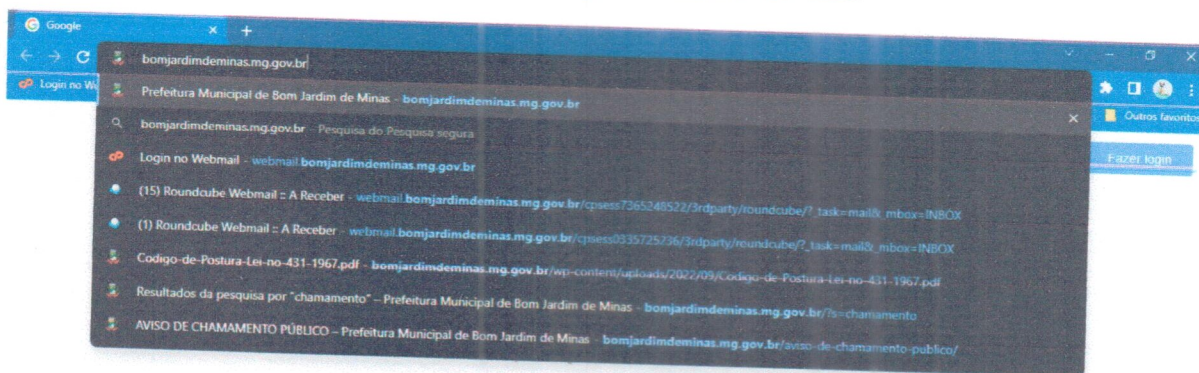 Google
bomjardimdeminas.mg.gov.br
Login no We
Prefeitura Municipal de Bom Jardim de Minas - bomjardimdeminas.mg.gov.br
Outros favoritos
bomjardimdeminas.mg.gov.br - Pesquisa do Pesquisa segura
Fazer login
Login no Webmail - webmail.bomjardimdeminas.mg.gov.br
(15) Roundcube Webmail :: A Receber - webmail.bomjardimdeminas.mg.gov.br/cpsess7365248522/3rdparty/roundcube/?_task=mail&_mbox=INBOX
(1) Roundcube Webmail :: A Receber - webmail.bomjardimdeminas.mg.gov.br/cpsess0335725736/3rdparty/roundcube/?_task=mail&_mbox=INBOX
Codigo-de-Postura-Lei-no-431-1967.pdf - bomjardimdeminas.mg.gov.br/wp-content/uploads/2022/09/Codigo-de-Postura-Lei-no-431-1967.pdf
Resultados da pesquisa por "chamamento" – Prefeitura Municipal de Bom Jardim de Minas - bomjardimdeminas.mg.gov.br/?s=chamamento
AVISO DE CHAMAMENTO PÚBLICO – Prefeitura Municipal de Bom Jardim de Minas - bomjardimdeminas.mg.gov.br/aviso-de-chamamento-publico/